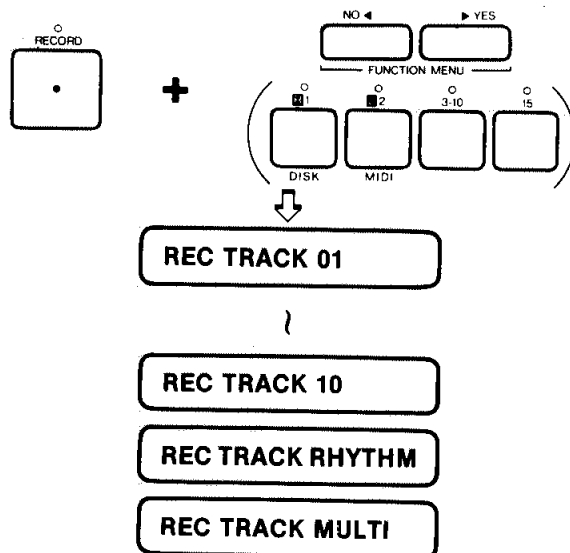 NO ◀ ▶ YES
RECORD
FUNCTION MENU
1 2 3-10 15
DISK MIDI
REC TRACK 01
REC TRACK 10
REC TRACK RHYTHM
REC TRACK MULTI